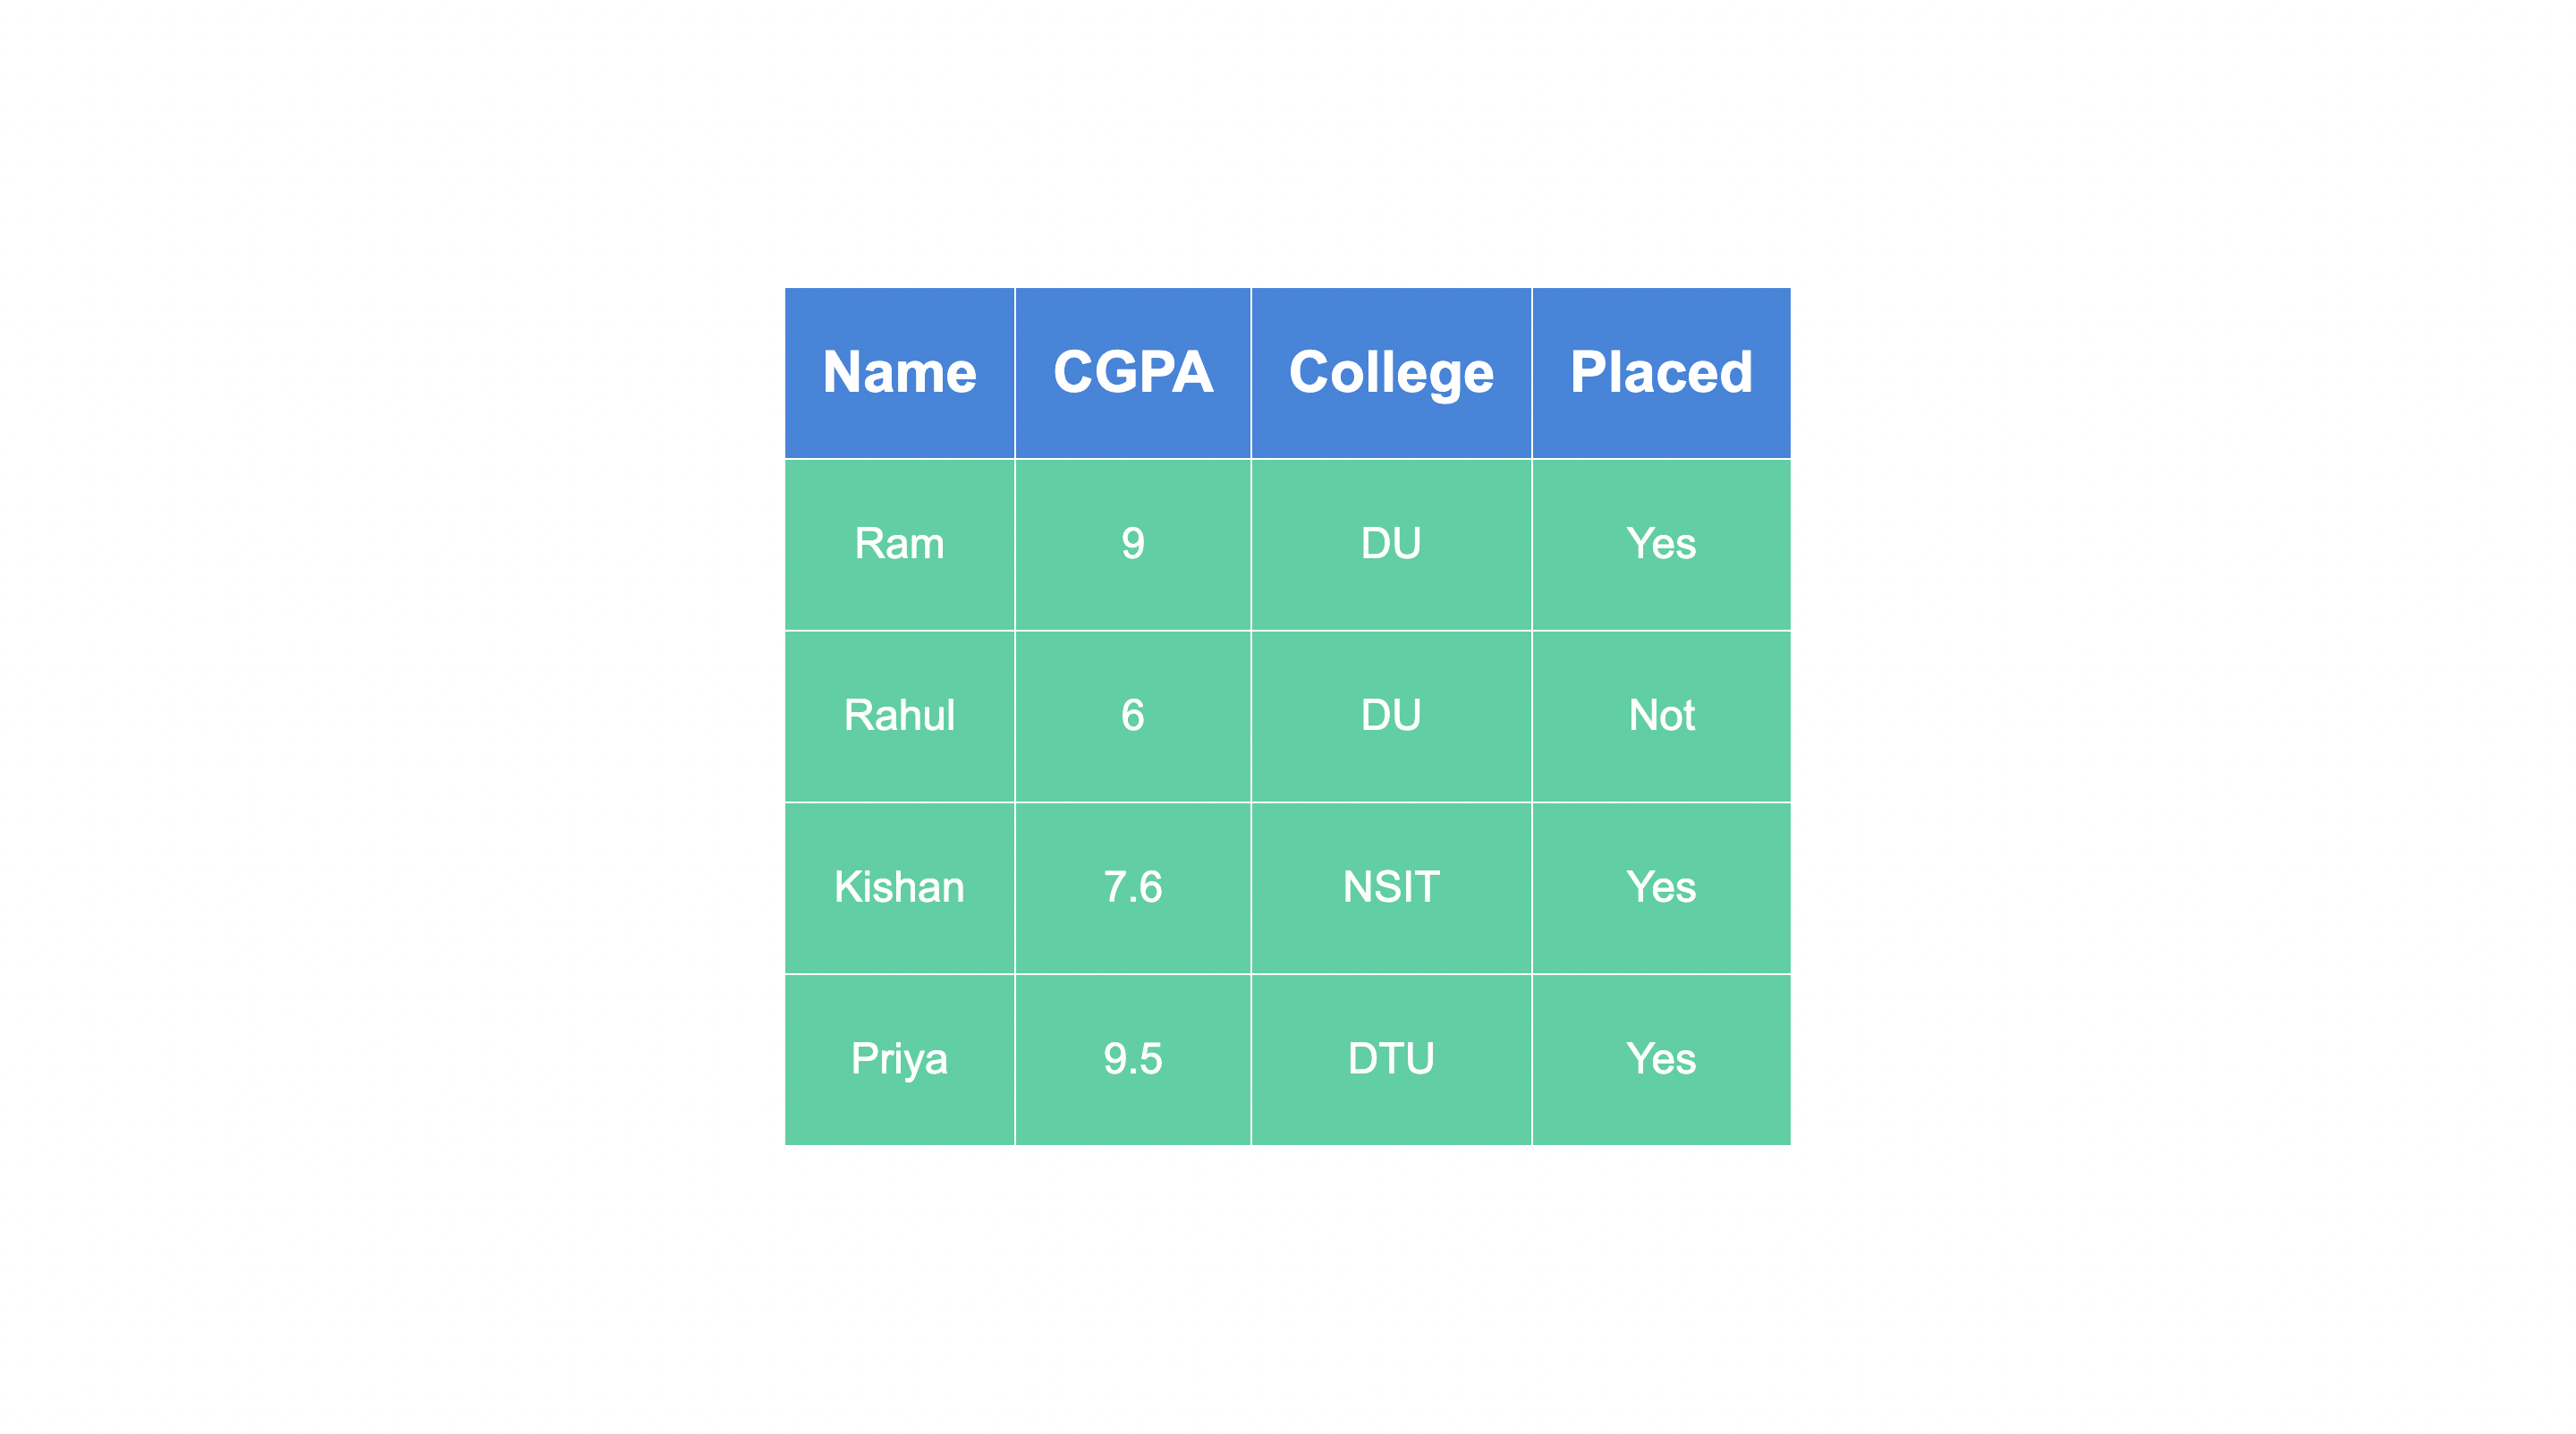 Name CGPA College Placed
Ram 9 DU Yes
Rahul 6 DU Not
Kishan 7.6 NSIT Yes
Priya 9.5 DTU Yes